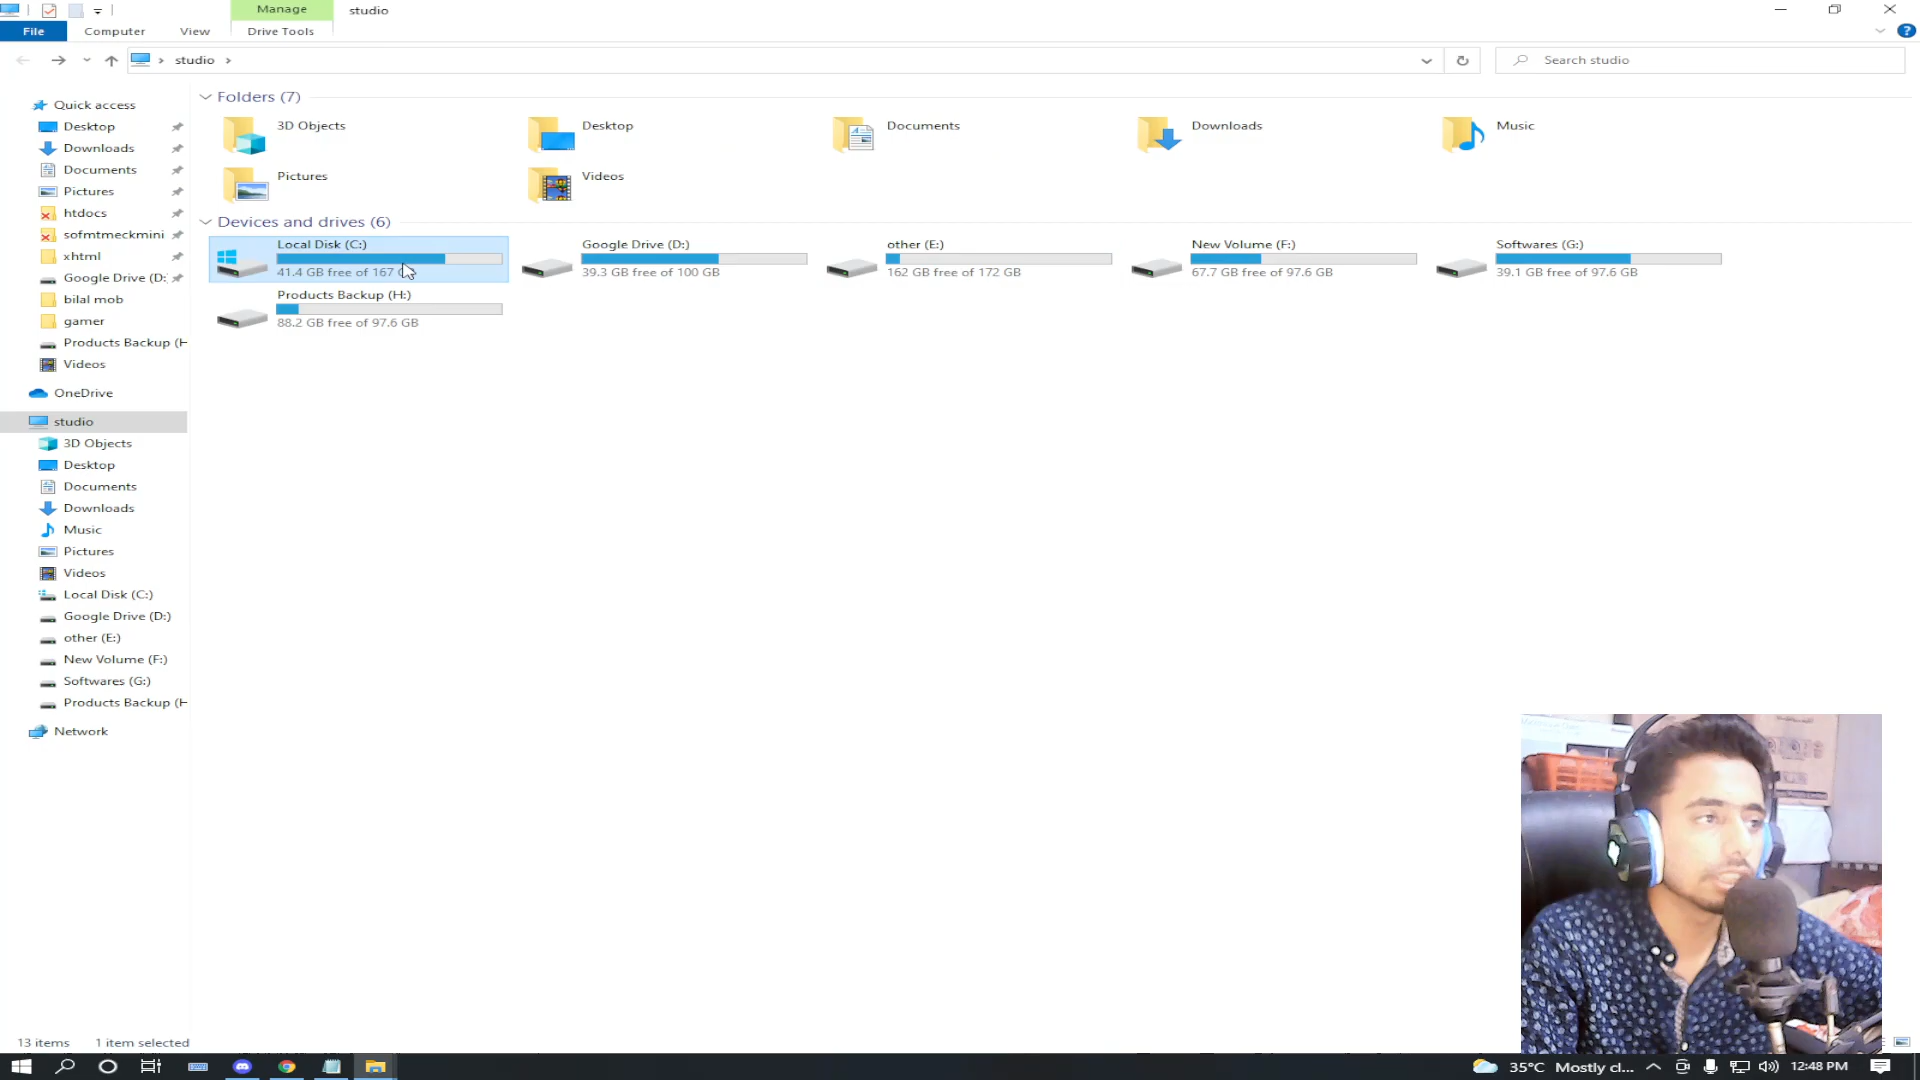 Manage
studio
File
Computer
View
Drive Tools
studio
Search studio
Quick access
Desktop
Downloads
Documents
Pictures
htdocs
sofmtmeckmini
xhtml
Google Drive (D:
bilal mob
gamer
Products Backup (H
Videos
OneDrive
studio
3D Objects
Desktop
Documents
Downloads
Music
Pictures
Videos
Local Disk (C:)
Google Drive (D:)
other (E:)
New Volume (F:)
Softwares (G:)
Products Backup (H
Network
Folders (7)
3D Objects
Desktop
Documents
Downloads
Music
Pictures
Videos
Devices and drives (6)
Local Disk (C:)
41.4 GB free of 167
Google Drive (D:)
39.3 GB free of 100 GB
other (E:)
162 GB free of 172 GB
New Volume (F:)
67.7 GB free of 97.6 GB
Softwares (G:)
39.1 GB free of 97.6 GB
Products Backup (H:)
88.2 GB free of 97.6 GB
13 items
1 item selected
35°C Mostly cl...
12:48 PM